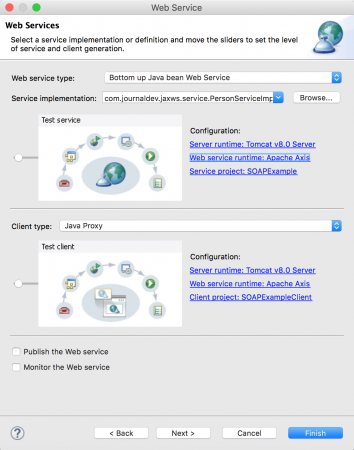 Web Service
Web Services
Select a service implementation or definition and move the sliders to set the level
of service and client generation.
Web service type:
Bottom up Java bean Web Service
Service implementation:
com.journaldev.jaxws.service.PersonServiceImp
Browse...
Test service
Configuration:
Server runtime: Tomcat v8.0 Server
Web service runtime: Apache Axis
Service project: SOAPExample
Client type:
Java Proxy
Test client
Configuration:
Server runtime: Tomcat v8.0 Server
Web service runtime: Apache Axis
Client project: SOAPExampleClient
Publish the Web service
Monitor the Web service
?
< Back
Next >
Cancel
Finish